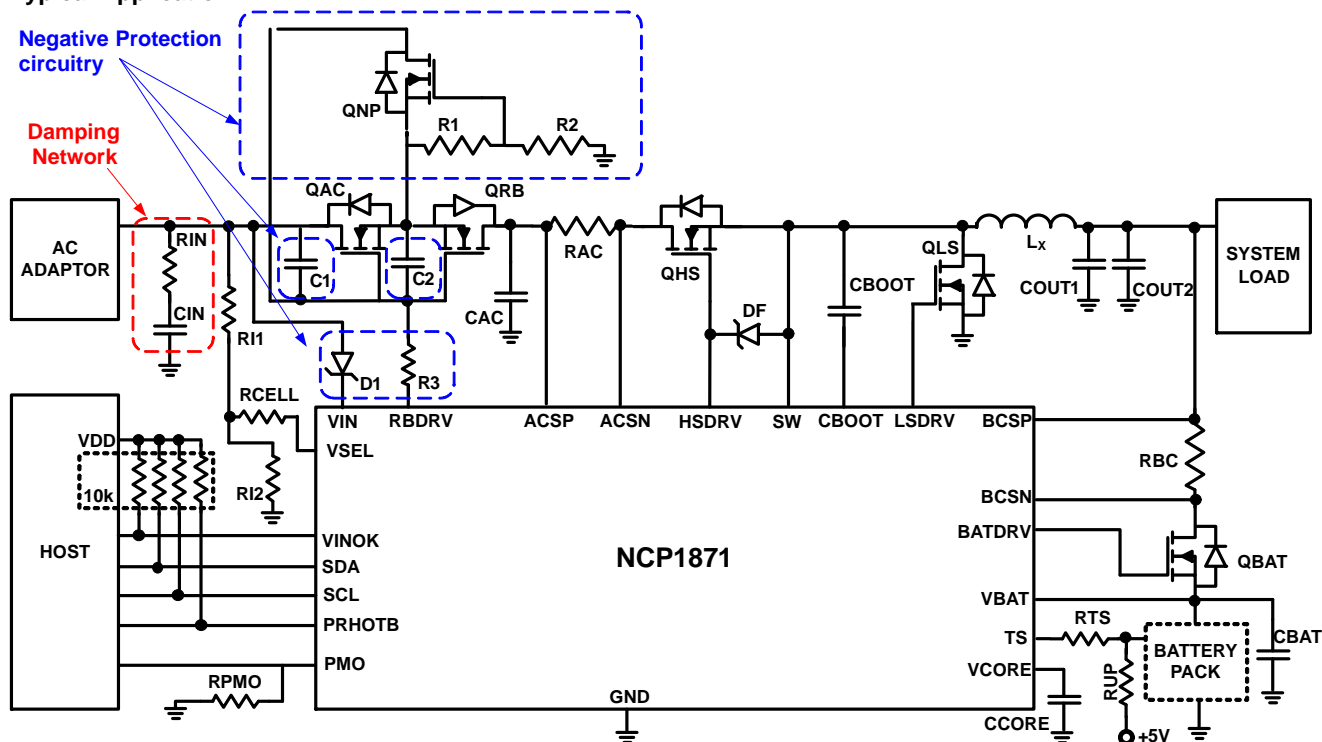 Negative Protection
circuitry
QNP
R1
R2
Damping
Network
QAC
QRB
AC
ADAPTOR
RIN
CIN
RI1
C1
C2
CAC
RAC
QHS
DF
CBOOT
QLS
LX
COUT1
COUT2
SYSTEM
LOAD
D1
R3
RCELL
RI2
VIN
RBDRV
ACSP
ACSN
HSDRV
SW
CBOOT
LSDRV
BCSP
VSEL
VDD
10k
HOST
VINOK
SDA
SCL
PRHOTB
PMO
RPMO
NCP1871
GND
RBC
BCSN
BATDRV
QBAT
VBAT
TS
RTS
VCORE
CCORE
RUP
+5V
BATTERY
PACK
CBAT